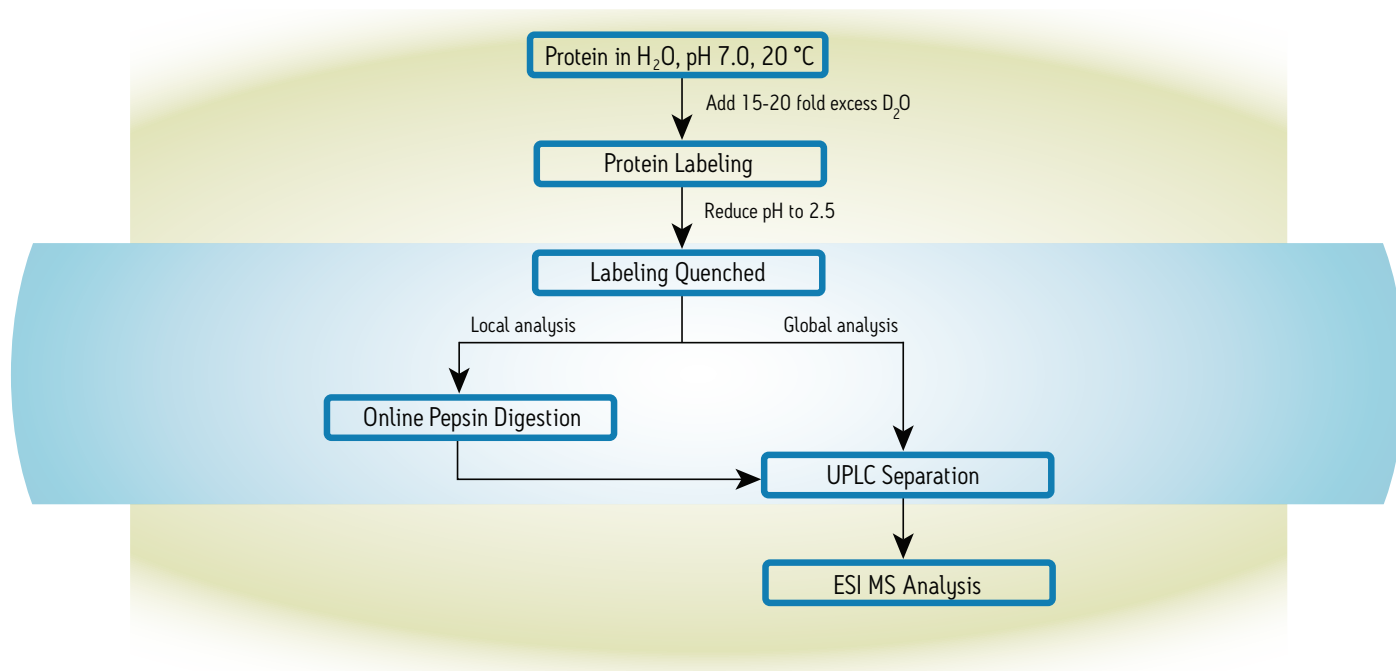 Protein in H₂O, pH 7.0, 20 °C
Add 15-20 fold excess D₂O
Protein Labeling
Reduce pH to 2.5
Labeling Quenched
Local analysis
Global analysis
Online Pepsin Digestion
UPLC Separation
ESI MS Analysis